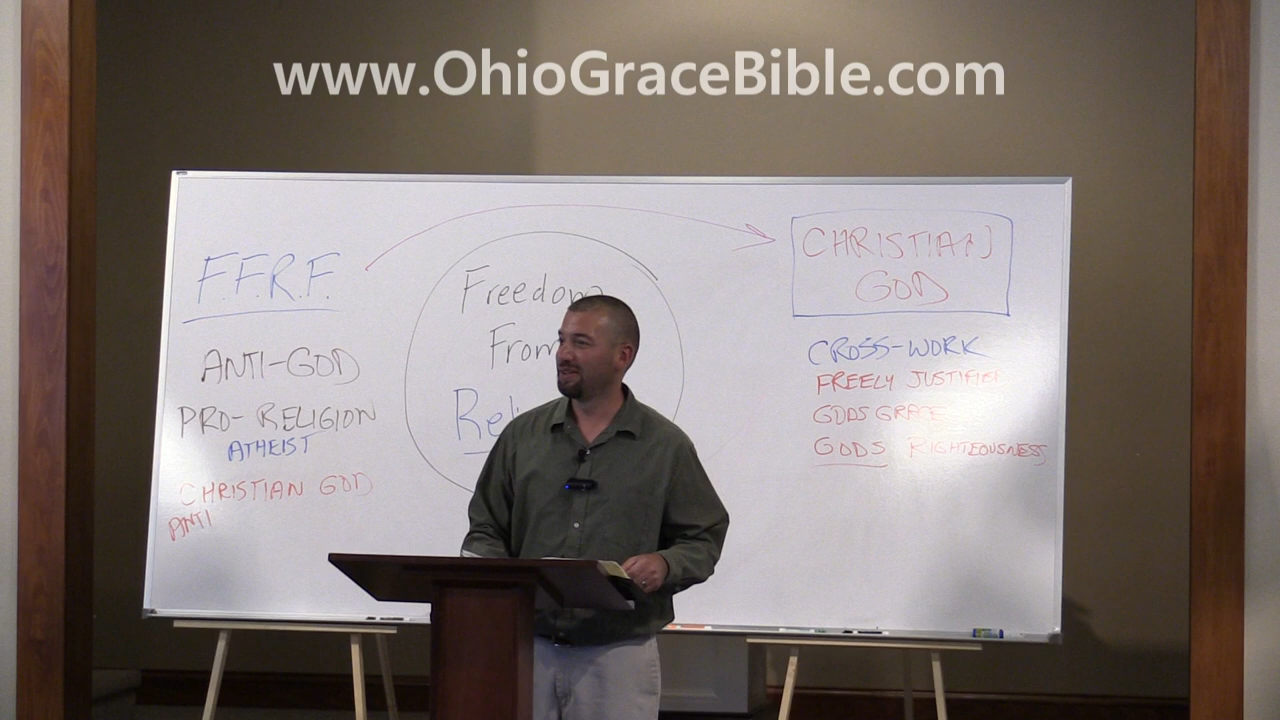 www.OhioGraceBible.com
F.F.R.F.
ANTI-GOD
PRO-RELIGION
ATHEIST
CHRISTIAN GOD
ANTI
Freedom
From
CHRISTIAN
GOD
CROSS-WORK
FREELY JUSTIFIED
GODS GRACE
GODS RIGHTEOUSNESS